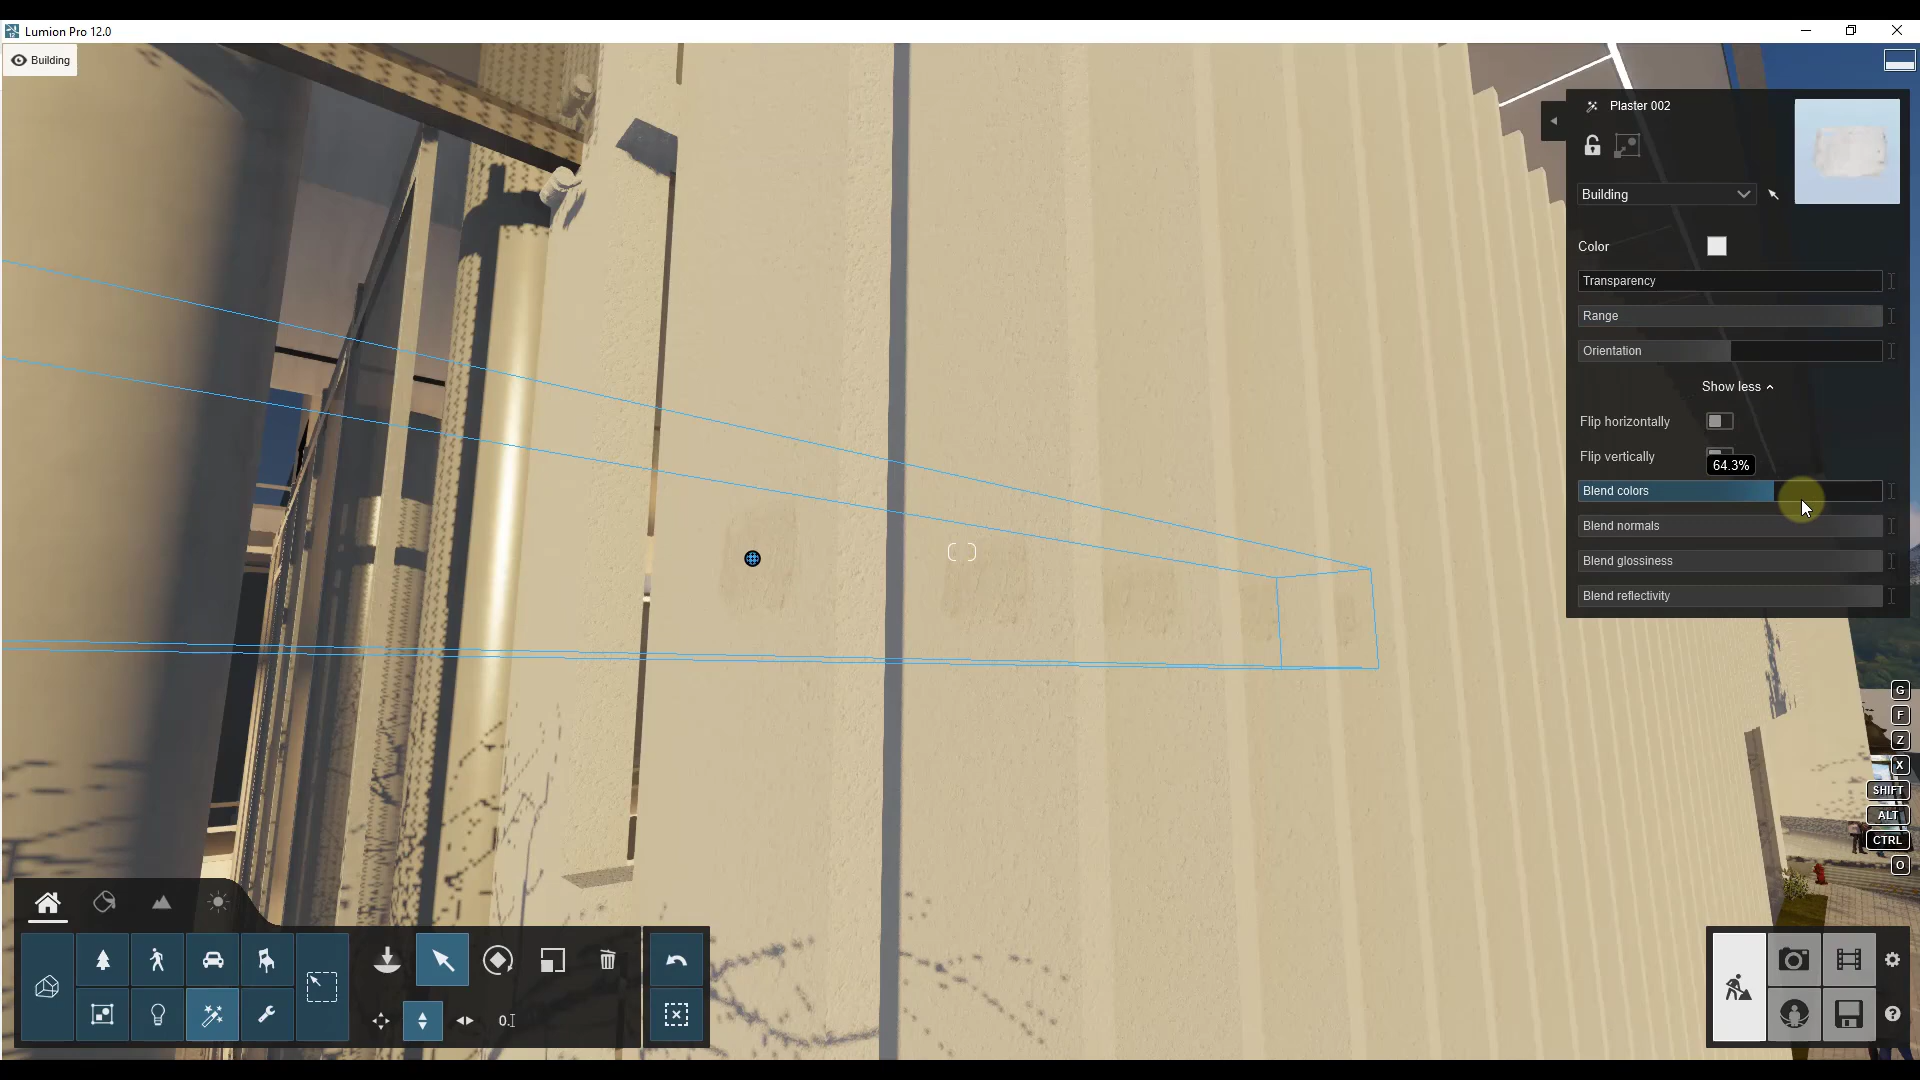 Lumion Pro 12.0
Building
Plaster 002
Building
Color
Transparency
Range
Orientation
Show less
Flip horizontally
Flip vertically
64.3%
Blend colors
Blend normals
Blend glossiness
Blend reflectivity
G
F
Z
X
SHIFT
ALT
CTRL
O
0.
?